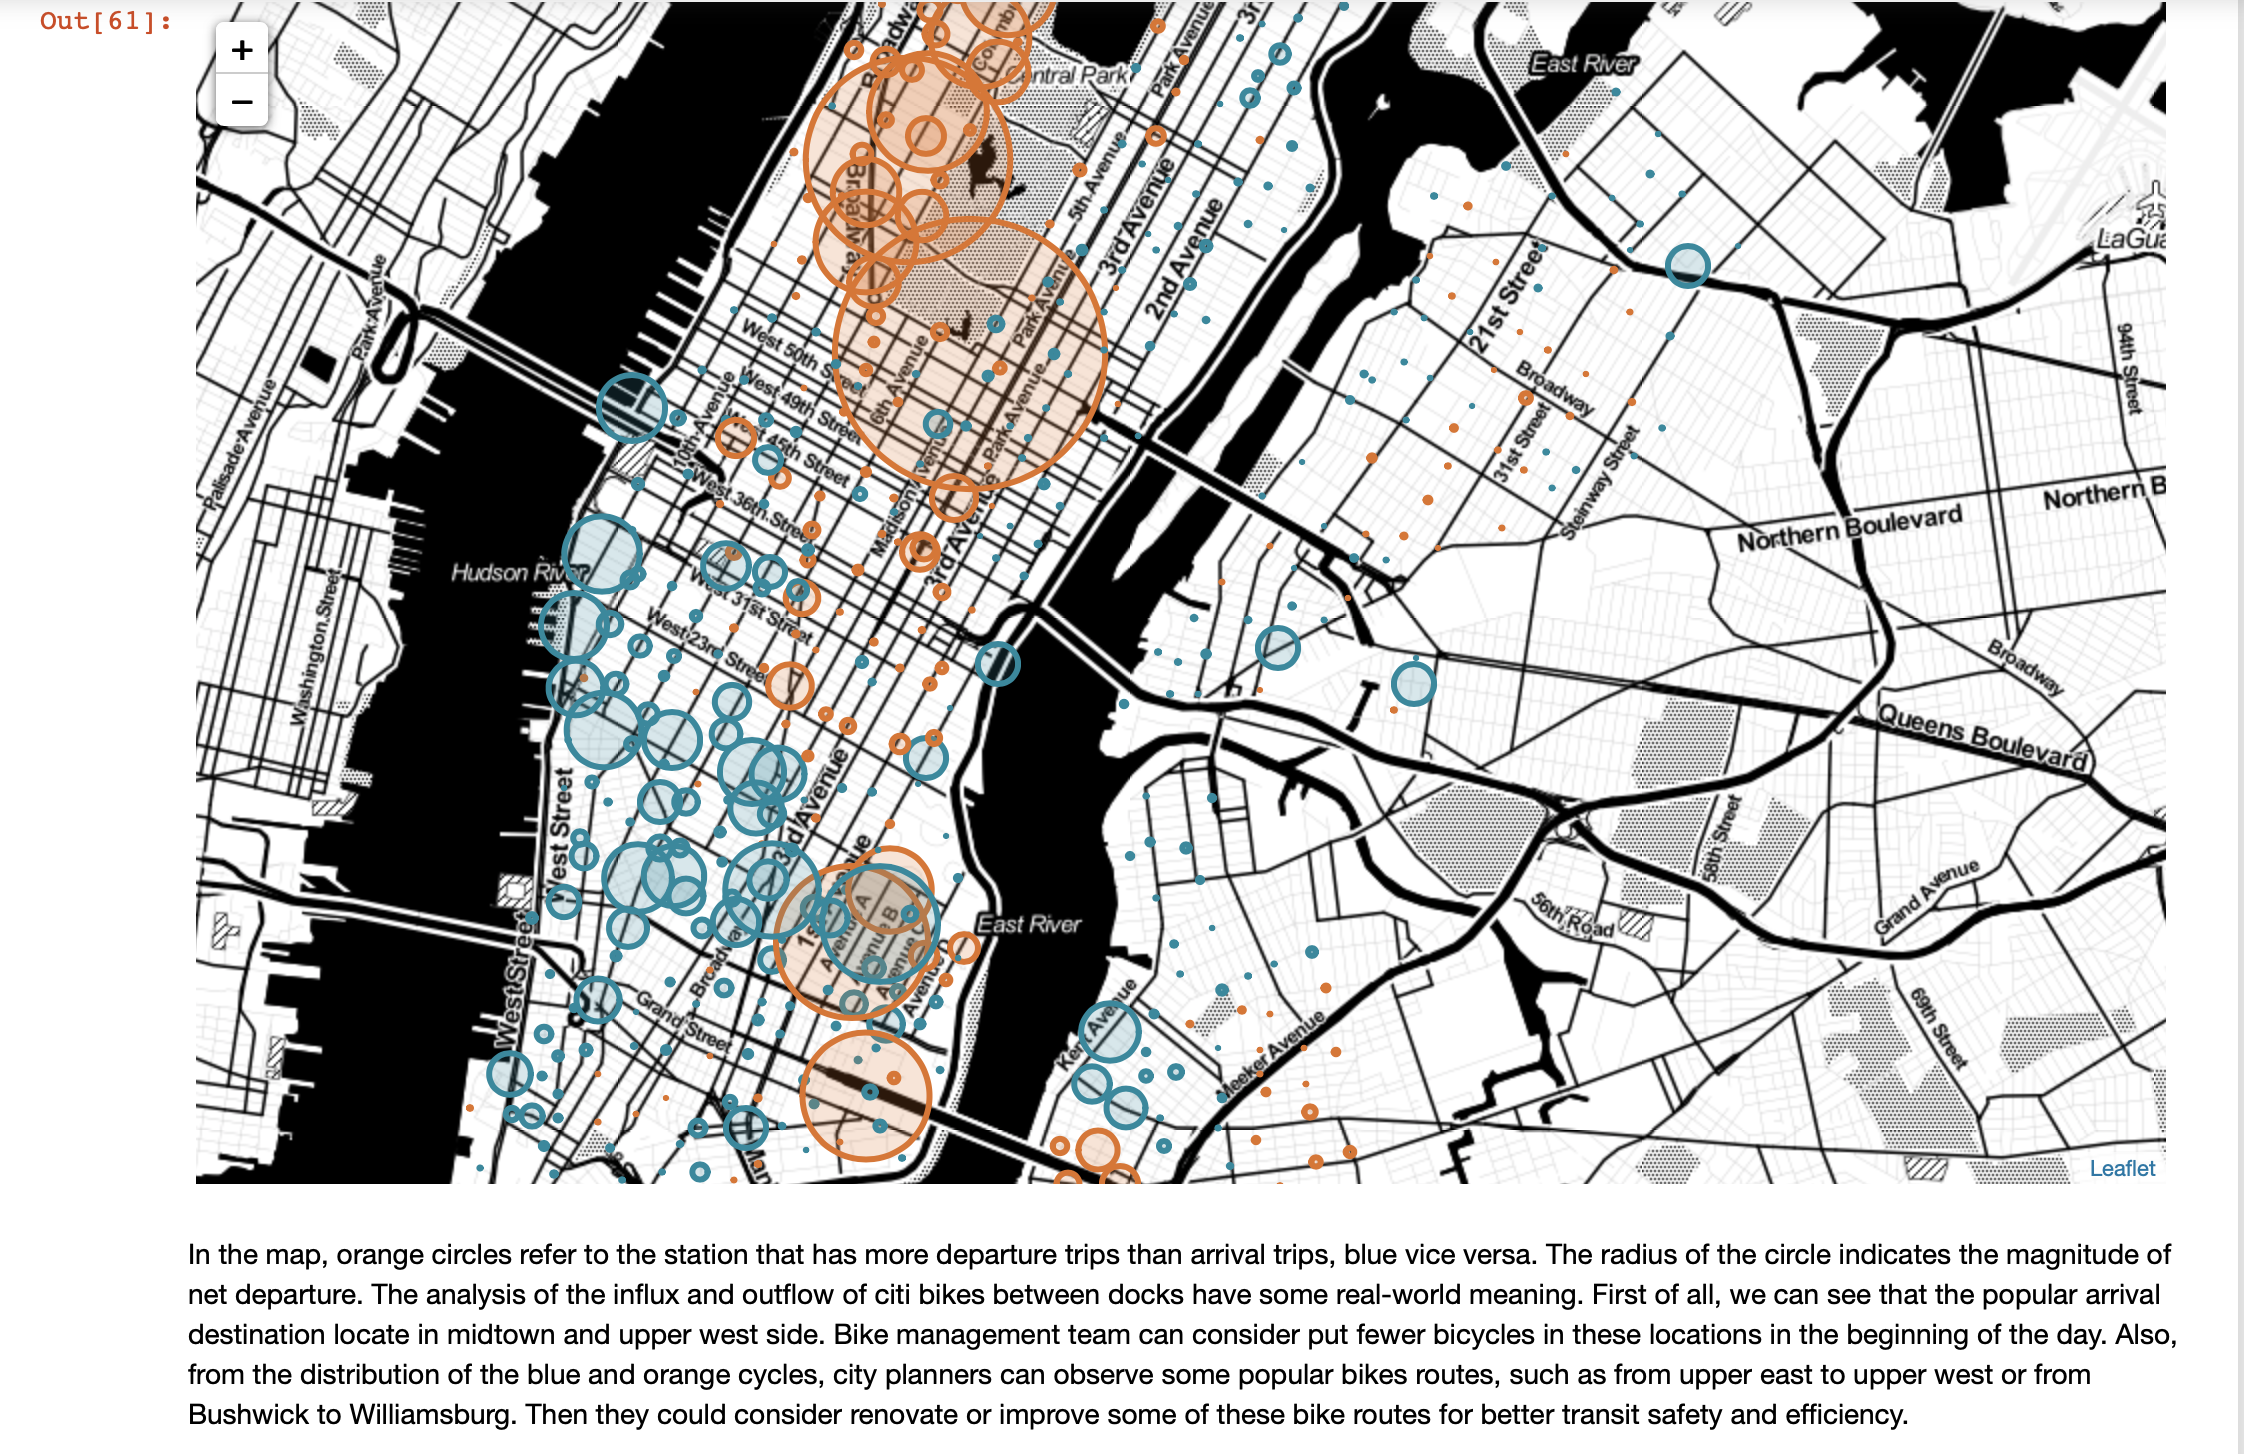 Out[61]:
+
−
Central Park
East River
Park Avenue
5th Avenue
3rd Avenue
2nd Avenue
LaGua
Park Avenue
Park Avenue
21st Street
94th Street
West 50th Street
6th Avenue
Broadway
West 49th Street
10th Avenue
West 45th Street
Park Avenue
31st Street
Palisade Avenue
West 36th Street
Steinway Street
Northern B
Northern Boulevard
3rd Avenue
Hudson River
West 31st Street
Washington Street
West 23rd Street
Broadway
Queens Boulevard
3rd Avenue
West Street
58th Street
Grand Avenue
56th Road
East River
Avenue A
Avenue B
Avenue D
Broadway
West Street
Grand Street
Kent Avenue
Meeker Avenue
69th Street
Leaflet
In the map, orange circles refer to the station that has more departure trips than arrival trips, blue vice versa. The radius of the circle indicates the magnitude of
net departure. The analysis of the influx and outflow of citi bikes between docks have some real-world meaning. First of all, we can see that the popular arrival
destination locate in midtown and upper west side. Bike management team can consider put fewer bicycles in these locations in the beginning of the day. Also,
from the distribution of the blue and orange cycles, city planners can observe some popular bikes routes, such as from upper east to upper west or from
Bushwick to Williamsburg. Then they could consider renovate or improve some of these bike routes for better transit safety and efficiency.